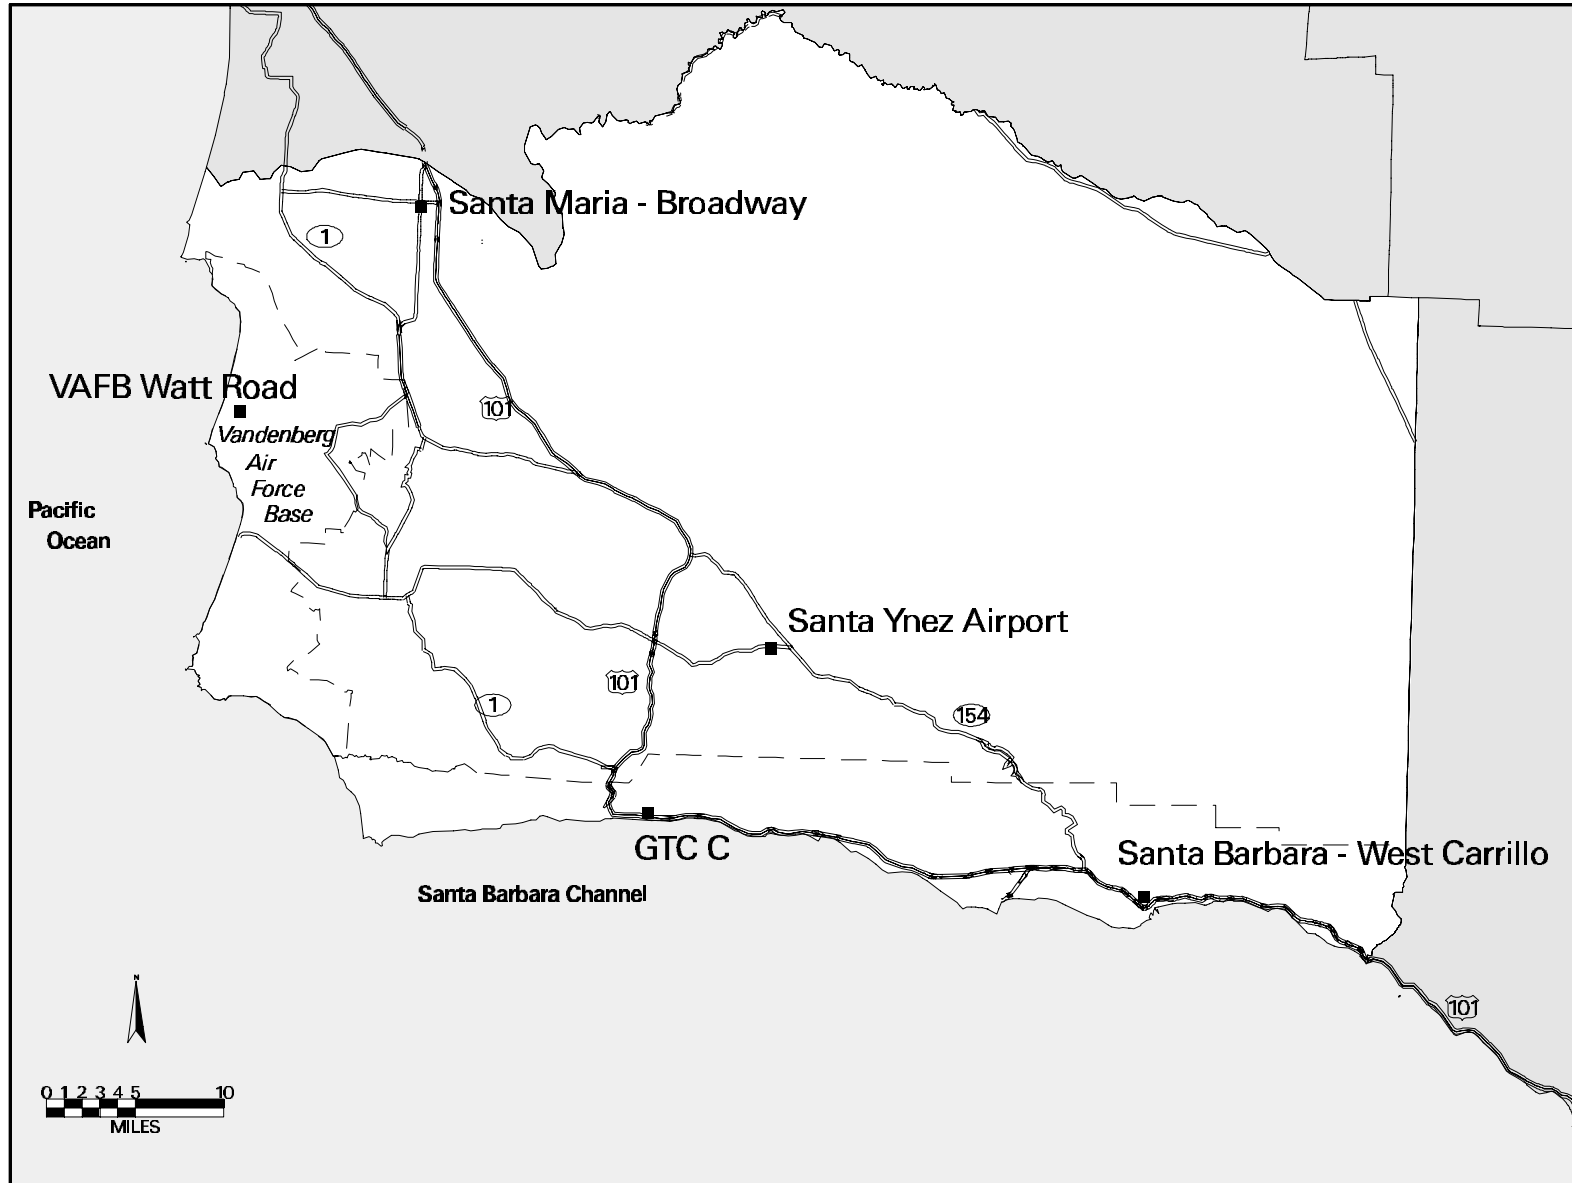 Santa Maria - Broadway
1
VAFB Watt Road
101
Vandenberg
Air
Force
Base
Pacific
Ocean
Santa Ynez Airport
101
1
154
GTC C
Santa Barbara - West Carrillo
Santa Barbara Channel
N
101
0 1 2 3 4 5 10
MILES